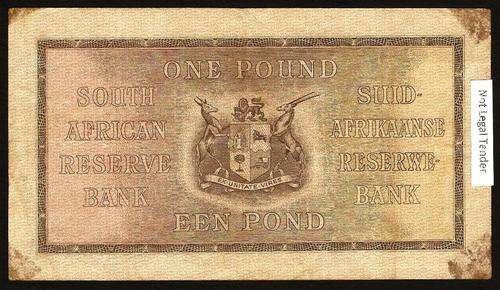 ONE POUND
SOUTH
AFRICAN
RESERVE
BANK
SUID-
AFRIKAANSE
RESERWE-
BANK
EX UNITATE VIRES
EEN POND
Not Legal Tender